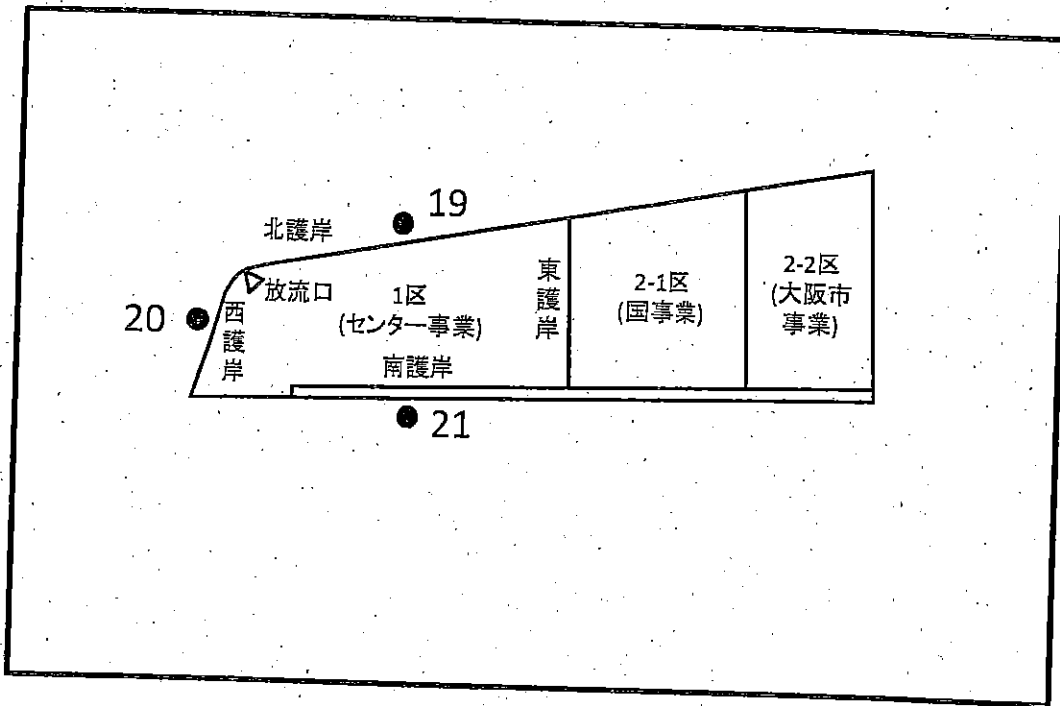 19
北護岸
放流口
20
西護岸
1区
(センター事業)
南護岸
東護岸
2-1区
(国事業)
2-2区
(大阪市
事業)
21